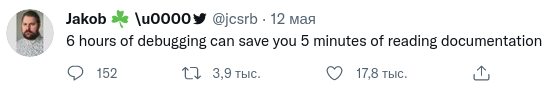 Jakob ☘️ \u0000🐦 @jcsrb · 12 мая
6 hours of debugging can save you 5 minutes of reading documentation
152 3,9 тыс. 17,8 тыс.